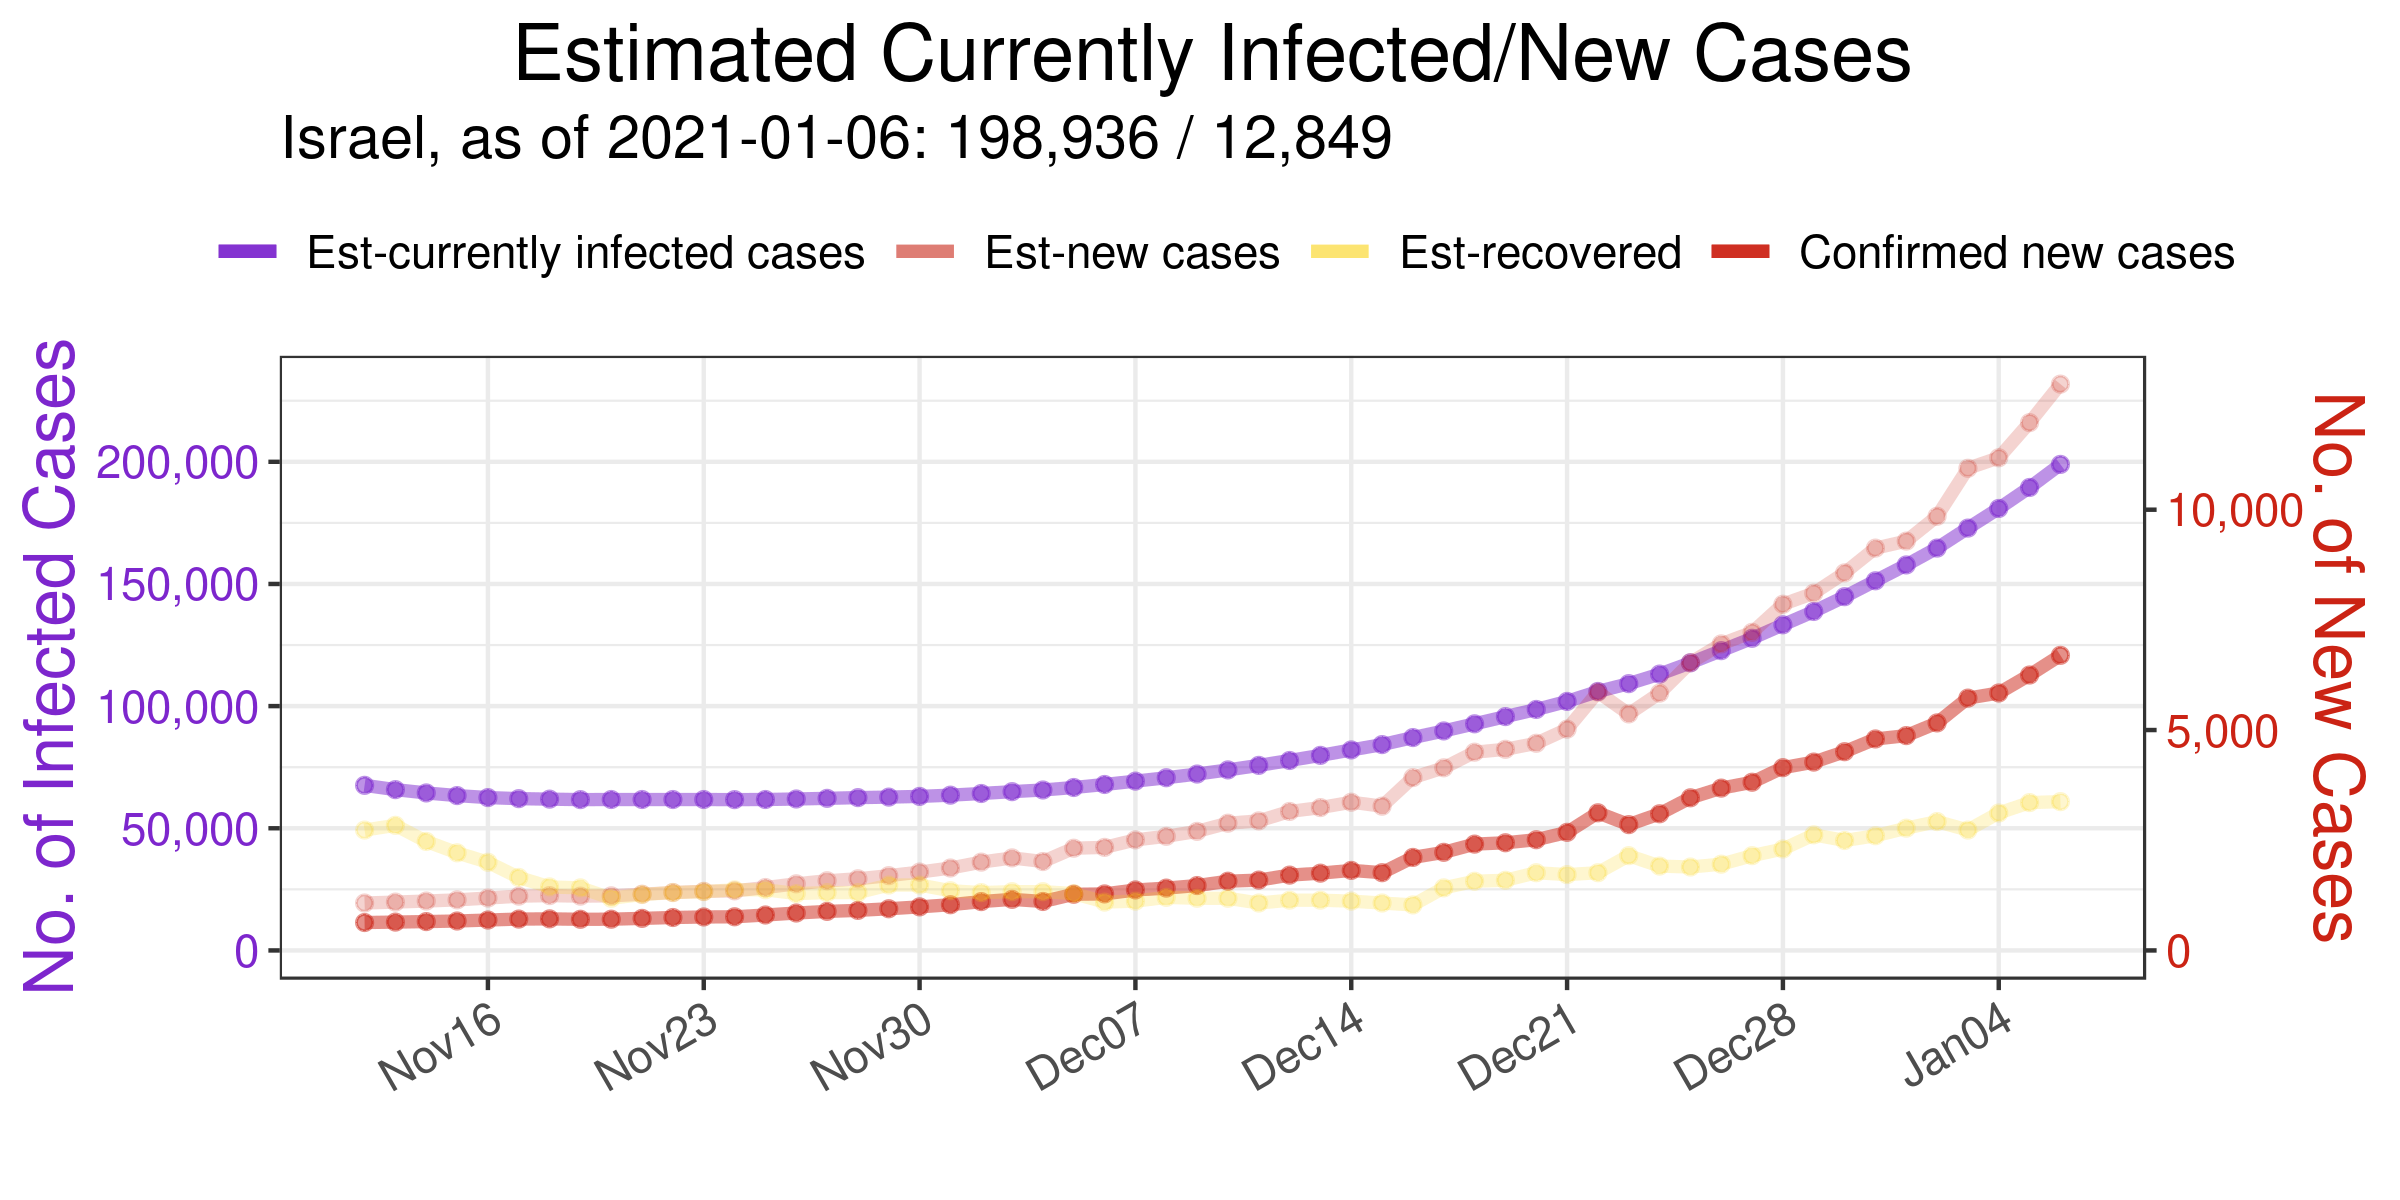 Estimated Currently Infected/New Cases
Israel, as of 2021-01-06: 198,936 / 12,849
Est-currently infected cases Est-new cases Est-recovered Confirmed new cases
No. of Infected Cases
200,000
150,000
100,000
50,000
0
10,000
5,000
0
No. of New Cases
Nov16 Nov23 Nov30 Dec07 Dec14 Dec21 Dec28 Jan04